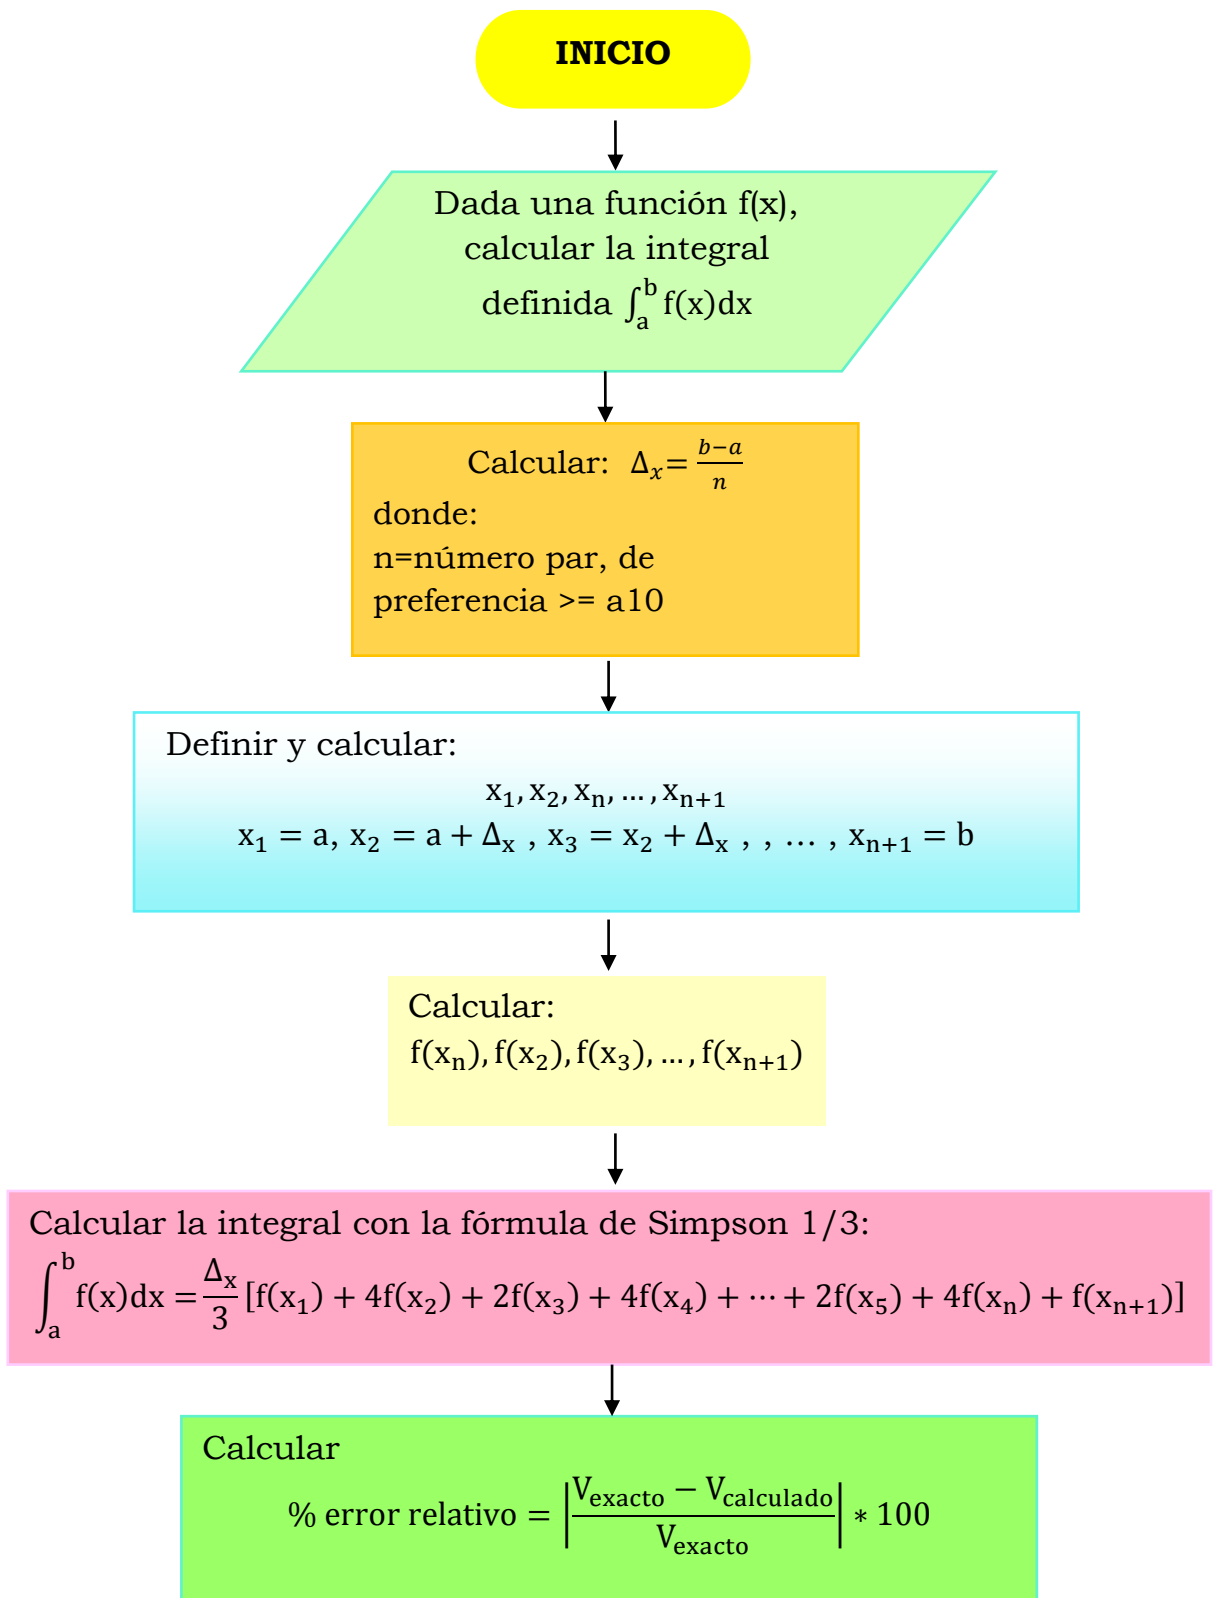 INICIO
Dada una función f(x),
calcular la integral
definida ∫ₐᵇ f(x)dx
Calcular: Δₓ= (b−a)/n
donde:
n=número par, de
preferencia >= a10
Definir y calcular:
x₁, x₂, xₙ, … , xₙ₊₁
x₁ = a, x₂ = a + Δₓ , x₃ = x₂ + Δₓ , , … , xₙ₊₁ = b
Calcular:
f(xₙ), f(x₂), f(x₃), … , f(xₙ₊₁)
Calcular la integral con la fórmula de Simpson 1/3:
∫ₐᵇ f(x)dx = Δₓ/3 [f(x₁) + 4f(x₂) + 2f(x₃) + 4f(x₄) + ⋯ + 2f(x₅) + 4f(xₙ) + f(xₙ₊₁)]
Calcular
% error relativo = |(V_exacto − V_calculado)/V_exacto| ∗ 100